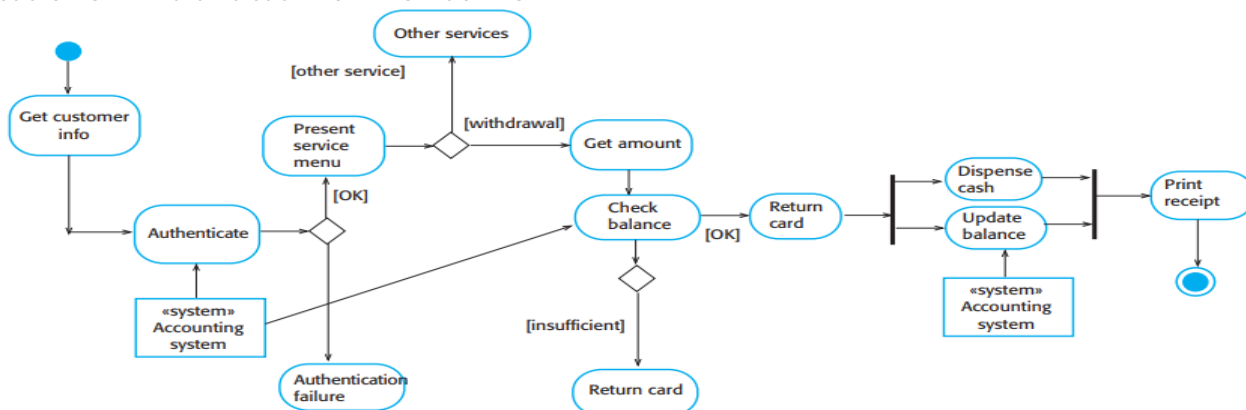 Other services
[other service]
Get customer
info
Present
service
menu
[withdrawal]
Get amount
[OK]
Authenticate
Check
balance
[OK]
Return
card
Dispense
cash
Update
balance
Print
receipt
«system»
Accounting
system
«system»
Accounting
system
[insufficient]
Authentication
failure
Return card